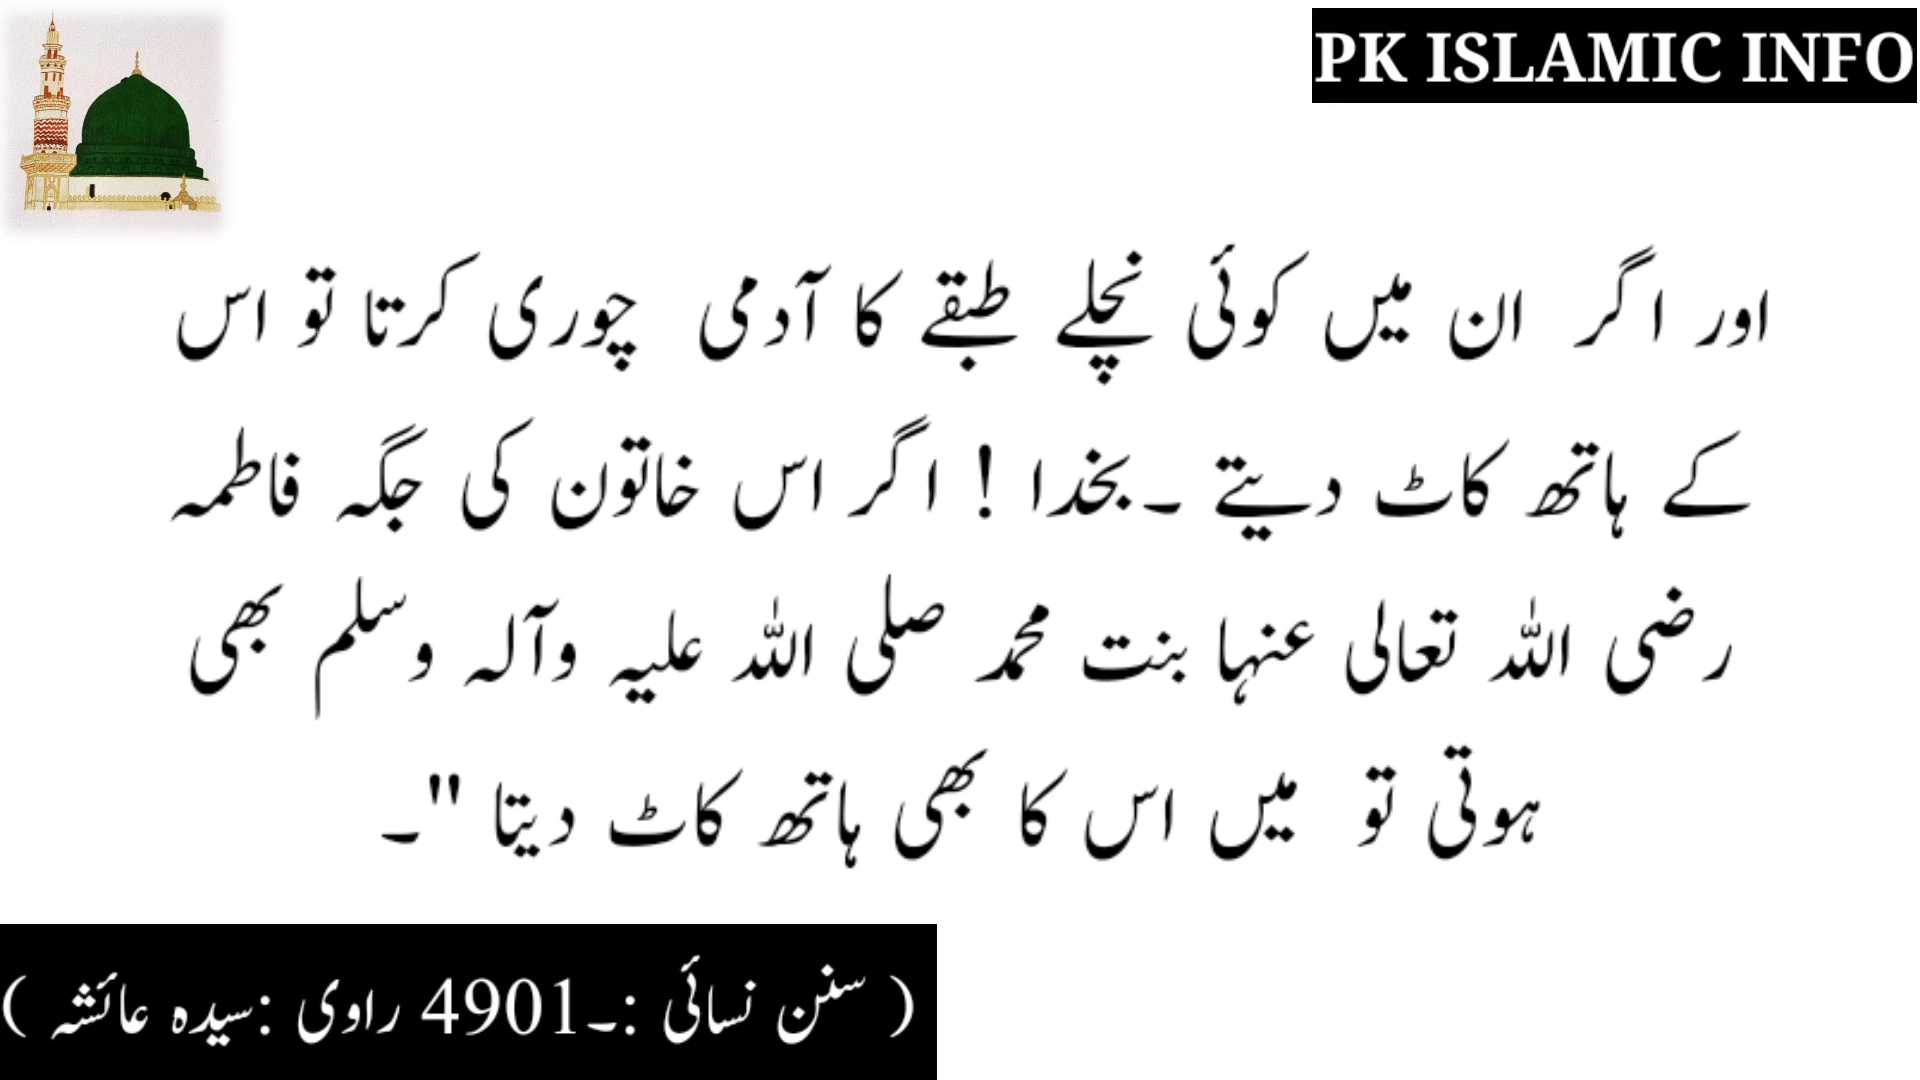 PK ISLAMIC INFO
اور اگر ان میں کوئی نچلے طبقے کا آدمی چوری کرتا تو اس
کے ہاتھ کاٹ دیتے ۔بخدا ! اگر اس خاتون کی جگہ فاطمہ
رضی اللہ تعالی عنہا بنت محمد صلی اللہ علیہ وآلہ وسلم بھی
ہوتی تو میں اس کا بھی ہاتھ کاٹ دیتا "۔
( سنن نسائی :۔4901 راوی :سیدہ عائشہ )